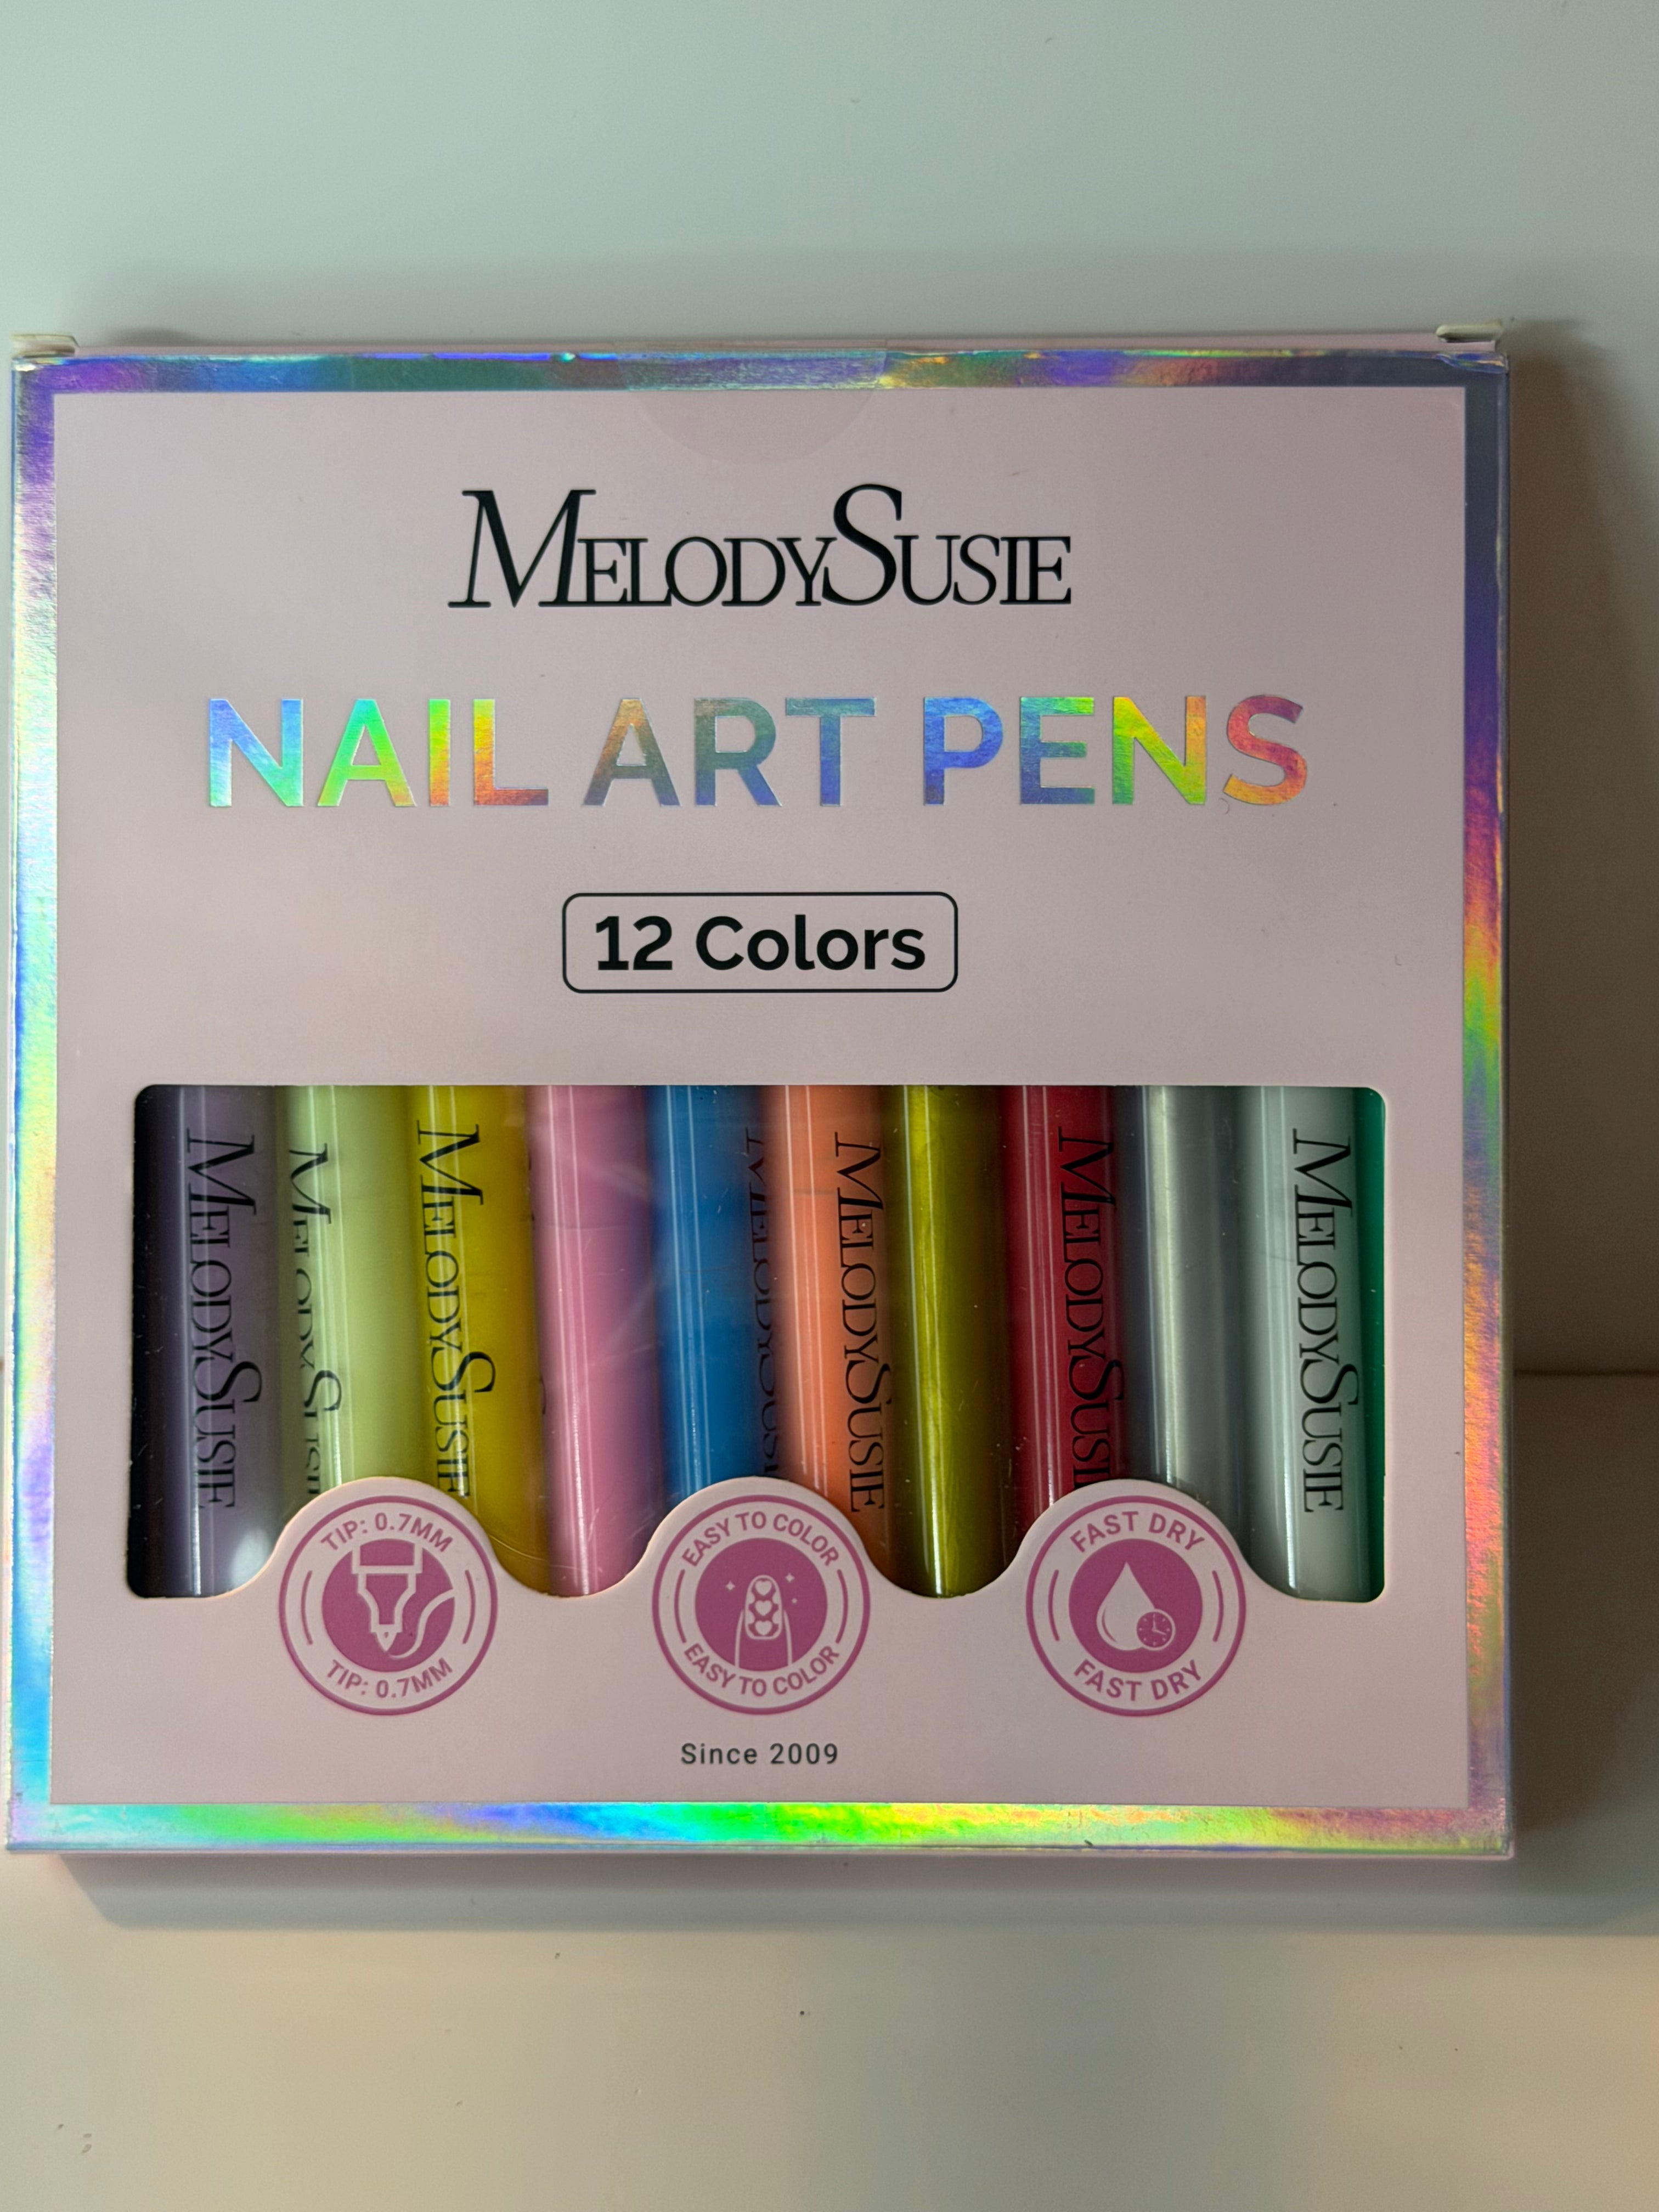 MELODYSUSIE
NAIL ART PENS
12 Colors
MELODYSUSIE
MELODYSUSIE
MELODYSUSIE
MELODYSUSIE
MELODYSUSIE
MELODYSUSIE
MELODYSUSIE
TIP: 0.7MM
TIP: 0.7MM
EASY TO COLOR
EASY TO COLOR
FAST DRY
FAST DRY
Since 2009